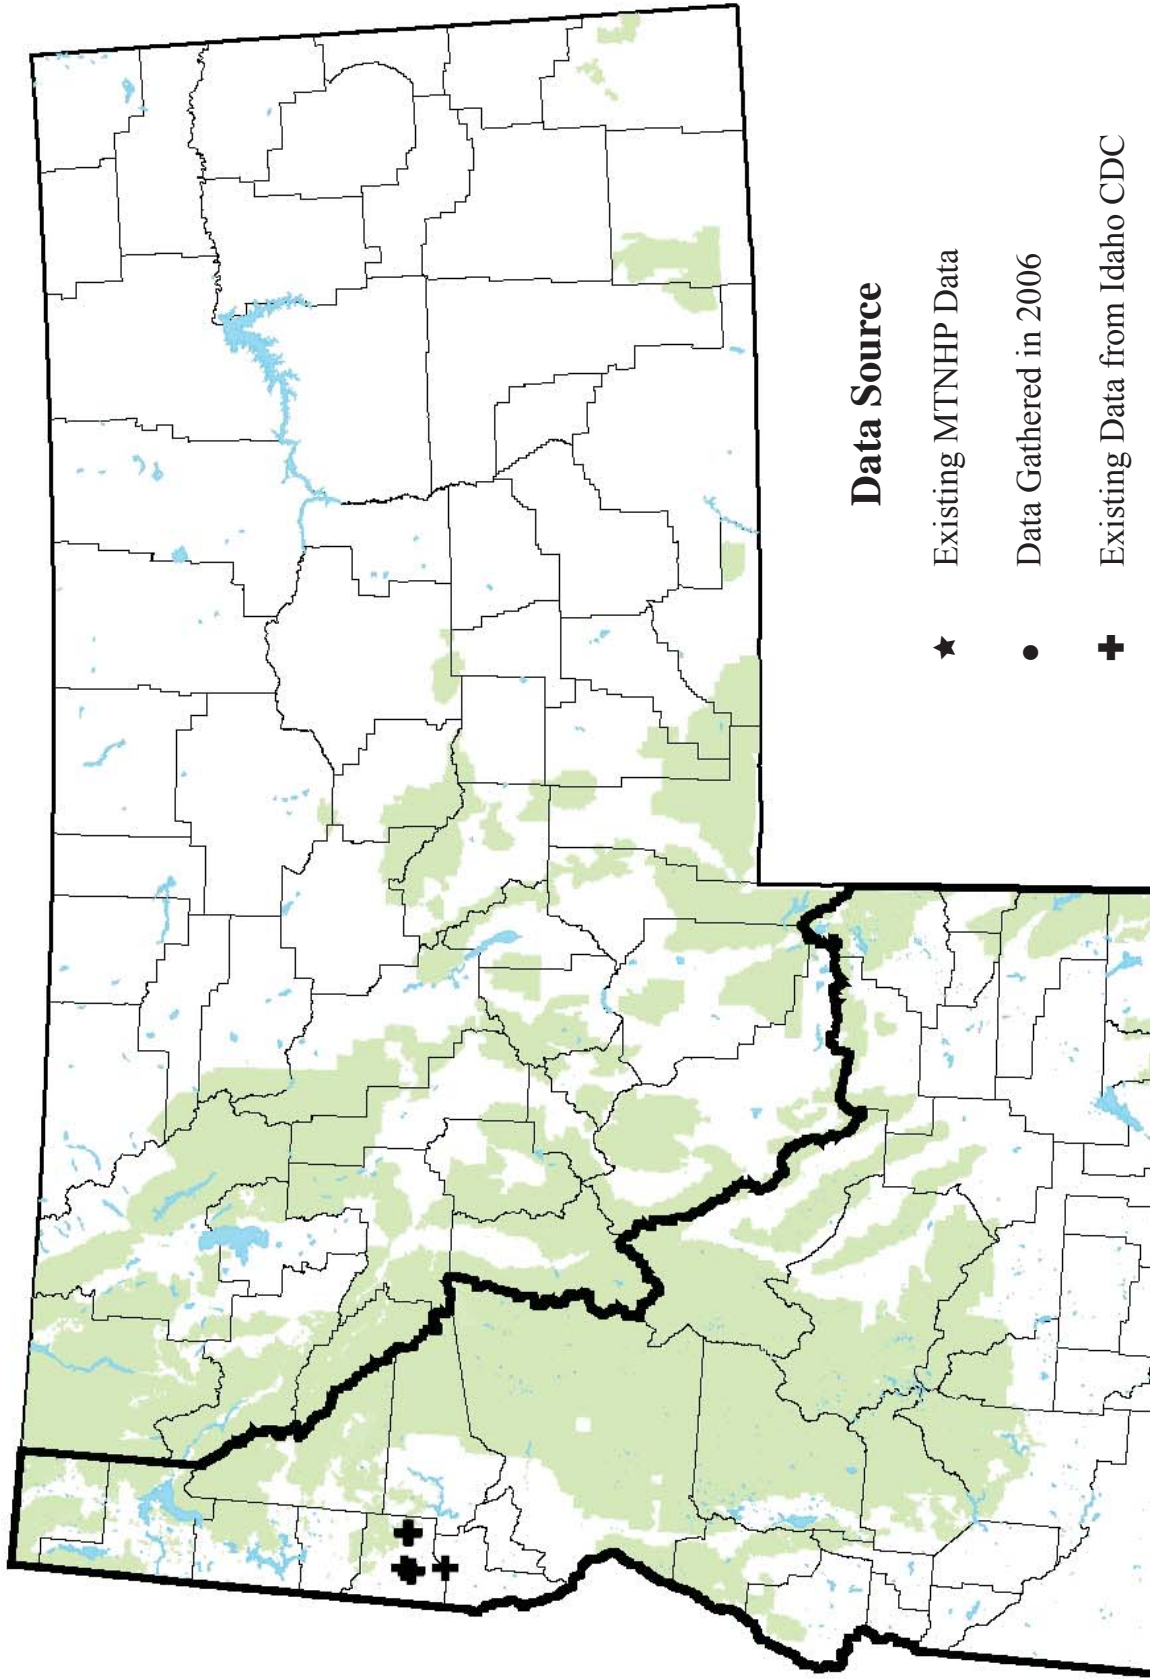 Data Source
Existing MTNHP Data
Data Gathered in 2006
Existing Data from Idaho CDC